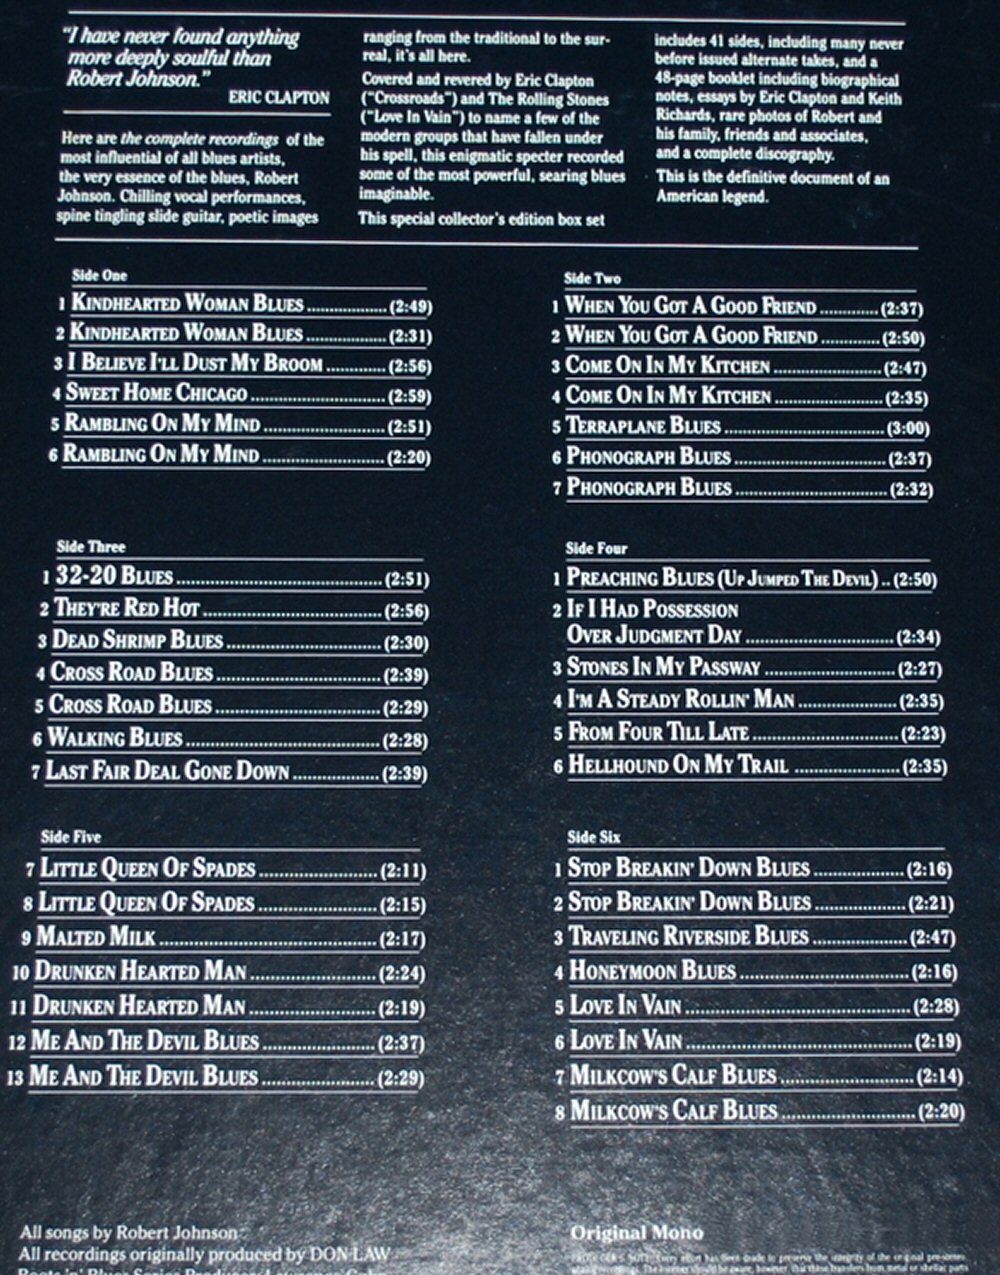 "I have never found anything
more deeply soulful than
Robert Johnson."
ERIC CLAPTON
Here are the complete recordings of the
most influential of all blues artists,
the very essence of the blues, Robert
Johnson. Chilling vocal performances,
spine tingling slide guitar, poetic images
ranging from the traditional to the sur-
real, it's all here.
Covered and revered by Eric Clapton
("Crossroads") and The Rolling Stones
("Love In Vain") to name a few of the
modern groups that have fallen under
his spell, this enigmatic specter recorded
some of the most powerful, searing blues
imaginable.
This special collector's edition box set
includes 41 sides, including many never
before issued alternate takes, and a
48-page booklet including biographical
notes, essays by Eric Clapton and Keith
Richards, rare photos of Robert and
his family, friends and associates,
and a complete discography.
This is the definitive document of an
American legend.
Side One
1 KINDHEARTED WOMAN BLUES (2:49)
2 KINDHEARTED WOMAN BLUES (2:31)
3 I BELIEVE I'LL DUST MY BROOM (2:56)
4 SWEET HOME CHICAGO (2:59)
5 RAMBLING ON MY MIND (2:51)
6 RAMBLING ON MY MIND (2:20)
Side Two
1 WHEN YOU GOT A GOOD FRIEND (2:37)
2 WHEN YOU GOT A GOOD FRIEND (2:50)
3 COME ON IN MY KITCHEN (2:47)
4 COME ON IN MY KITCHEN (2:35)
5 TERRAPLANE BLUES (3:00)
6 PHONOGRAPH BLUES (2:37)
7 PHONOGRAPH BLUES (2:32)
Side Three
1 32-20 BLUES (2:51)
2 THEY'RE RED HOT (2:56)
3 DEAD SHRIMP BLUES (2:30)
4 CROSS ROAD BLUES (2:39)
5 CROSS ROAD BLUES (2:29)
6 WALKING BLUES (2:28)
7 LAST FAIR DEAL GONE DOWN (2:39)
Side Four
1 PREACHING BLUES (UP JUMPED THE DEVIL) (2:50)
2 IF I HAD POSSESSION
OVER JUDGMENT DAY (2:34)
3 STONES IN MY PASSWAY (2:27)
4 I'M A STEADY ROLLIN' MAN (2:35)
5 FROM FOUR TILL LATE (2:23)
6 HELLHOUND ON MY TRAIL (2:35)
Side Five
7 LITTLE QUEEN OF SPADES (2:11)
8 LITTLE QUEEN OF SPADES (2:15)
9 MALTED MILK (2:17)
10 DRUNKEN HEARTED MAN (2:24)
11 DRUNKEN HEARTED MAN (2:19)
12 ME AND THE DEVIL BLUES (2:37)
13 ME AND THE DEVIL BLUES (2:29)
Side Six
1 STOP BREAKIN' DOWN BLUES (2:16)
2 STOP BREAKIN' DOWN BLUES (2:21)
3 TRAVELING RIVERSIDE BLUES (2:47)
4 HONEYMOON BLUES (2:16)
5 LOVE IN VAIN (2:28)
6 LOVE IN VAIN (2:19)
7 MILKCOW'S CALF BLUES (2:14)
8 MILKCOW'S CALF BLUES (2:20)
All songs by Robert Johnson
All recordings originally produced by DON LAW
Original Mono
PRODUCER'S NOTE: Every effort has been made to preserve the integrity of the original